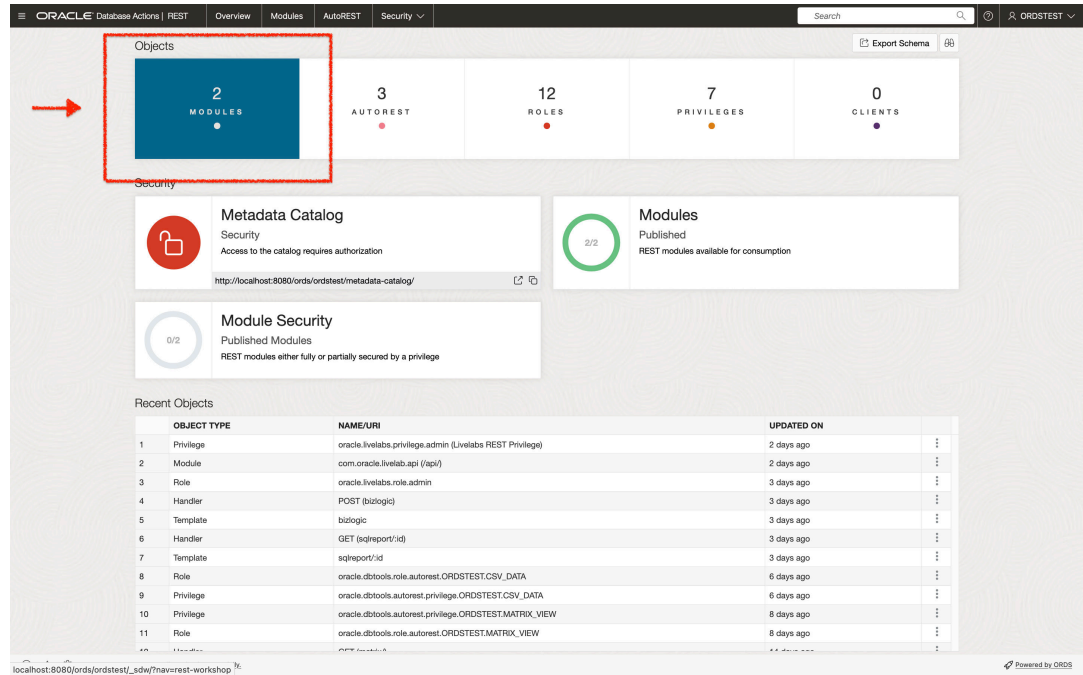 ORACLE Database Actions | REST Overview Modules AutoREST Security Search ORDSTEST
Objects Export Schema
2 3 12 7 0
MODULES AUTOREST ROLES PRIVILEGES CLIENTS
Security
Metadata Catalog
Security
Access to the catalog requires authorization
http://localhost:8080/ords/ordstest/metadata-catalog/
2/2
Modules
Published
REST modules available for consumption
0/2
Module Security
Published Modules
REST modules either fully or partially secured by a privilege
Recent Objects
OBJECT TYPE NAME/URI UPDATED ON
1 Privilege oracle.livelabs.privilege.admin (Livelabs REST Privilege) 2 days ago
2 Module com.oracle.livelab.api (/api/) 2 days ago
3 Role oracle.livelabs.role.admin 3 days ago
4 Handler POST (bizlogic) 3 days ago
5 Template bizlogic 3 days ago
6 Handler GET (sqlreport/:id) 3 days ago
7 Template sqlreport/:id 3 days ago
8 Role oracle.dbtools.role.autorest.ORDSTEST.CSV_DATA 6 days ago
9 Privilege oracle.dbtools.autorest.privilege.ORDSTEST.CSV_DATA 6 days ago
10 Privilege oracle.dbtools.autorest.privilege.ORDSTEST.MATRIX_VIEW 8 days ago
11 Role oracle.dbtools.role.autorest.ORDSTEST.MATRIX_VIEW 8 days ago
localhost:8080/ords/ordstest/_sdw/?nav=rest-workshop Powered by ORDS